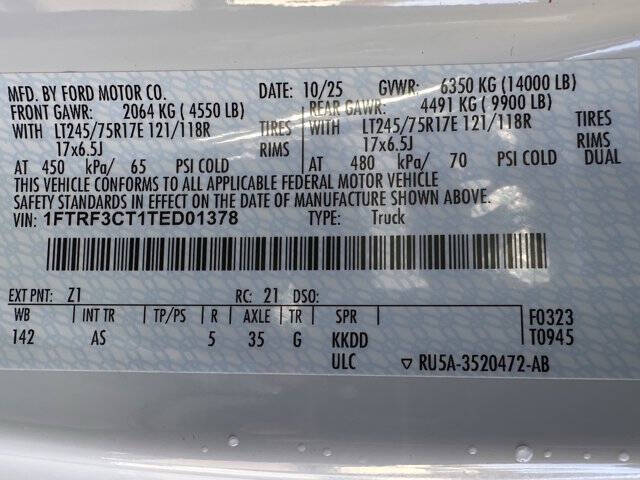 MFD. BY FORD MOTOR CO. DATE: 10/25 GVWR: 6350 KG (14000 LB)
FRONT GAWR: 2064 KG (4550 LB) REAR GAWR: 4491 KG (9900 LB)
WITH LT245/75R17E 121/118R TIRES WITH LT245/75R17E 121/118R TIRES
17x6.5J RIMS 17x6.5J RIMS
AT 450 kPa/ 65 PSI COLD AT 480 kPa/ 70 PSI COLD DUAL
THIS VEHICLE CONFORMS TO ALL APPLICABLE FEDERAL MOTOR VEHICLE
SAFETY STANDARDS IN EFFECT ON THE DATE OF MANUFACTURE SHOWN ABOVE.
VIN: 1FTRF3CT1TED01378 TYPE: Truck
EXT PNT: Z1 RC: 21 DSO:
WB INT TR TP/PS R AXLE TR SPR F0323
142 AS 5 35 G KKDD T0945
ULC RU5A-3520472-AB